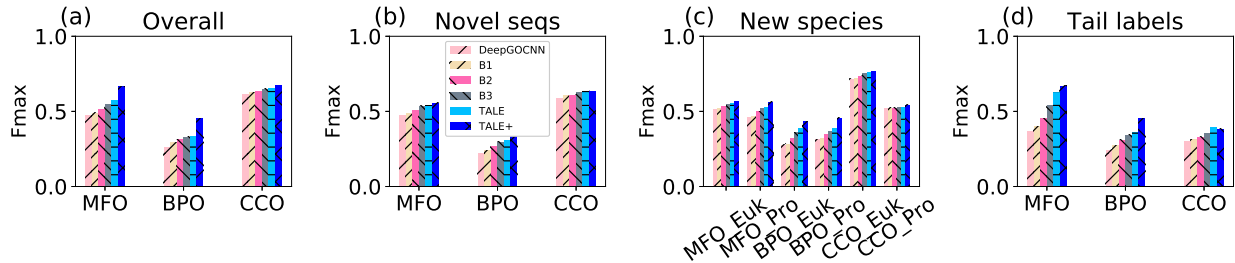 (a) Overall
Fmax
1.0
0.5
0.0
MFO BPO CCO
(b) Novel seqs
Fmax
1.0
0.5
0.0
DeepGOCNN
B1
B2
B3
TALE
TALE+
MFO BPO CCO
(c) New species
Fmax
1.0
0.5
0.0
MFO_Euk
MFO_Pro
BPO_Euk
BPO_Pro
CCO_Euk
CCO_Pro
(d) Tail labels
Fmax
1.0
0.5
0.0
MFO BPO CCO